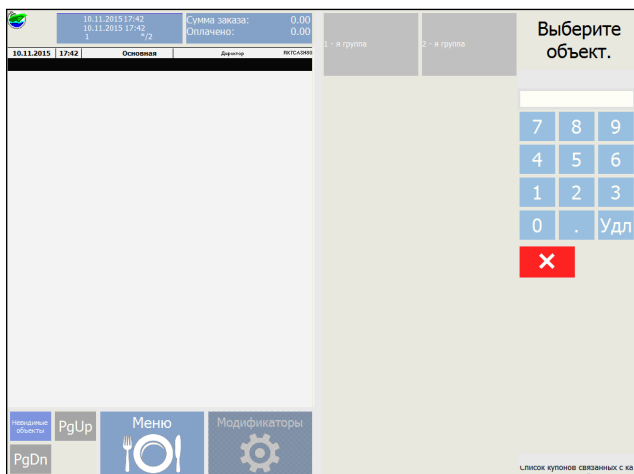 10.11.2015 17:42
10.11.2015 17:42
1 */2
Сумма заказа: 0.00
Оплачено: 0.00
10.11.2015 17:42 Основная Директор RKTCASH00
1 - я группа
2 - я группа
Выберите
объект.
7 8 9
4 5 6
1 2 3
0 . Удл
Невидимые
объекты
PgUp
PgDn
Меню
Модификаторы
Список купонов связанных с ка